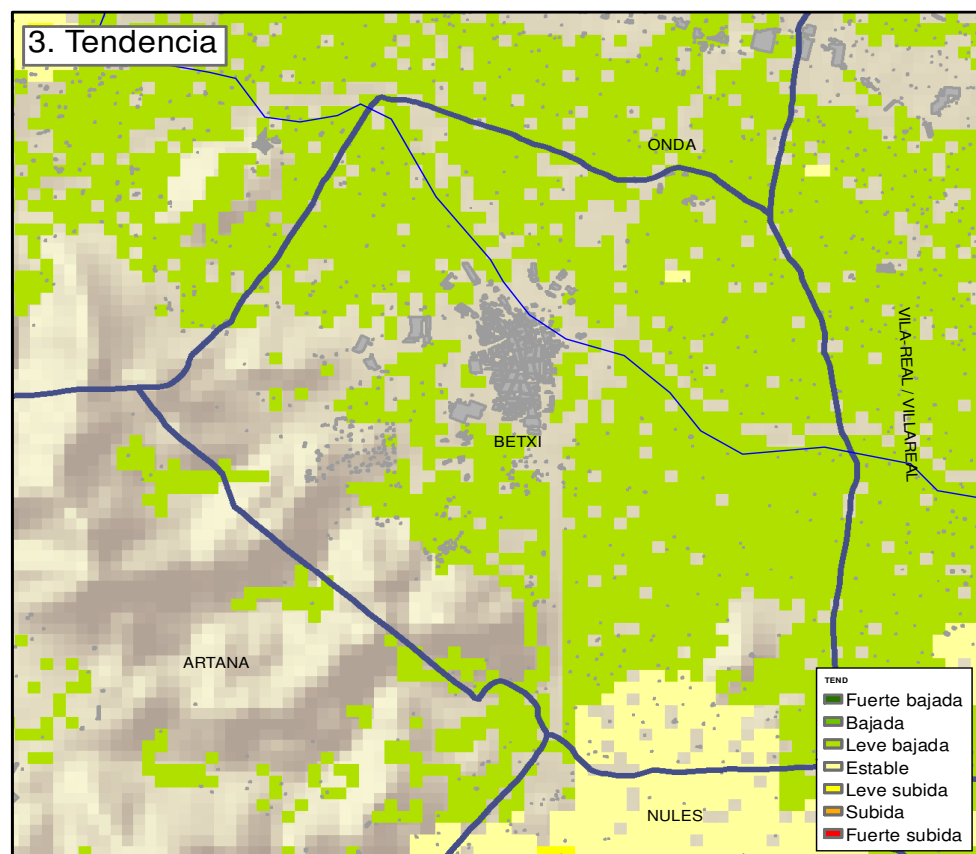 3. Tendencia
ONDA
VILA-REAL / VILLAREAL
BETXI
ARTANA
NULES
TEND
Fuerte bajada
Bajada
Leve bajada
Estable
Leve subida
Subida
Fuerte subida